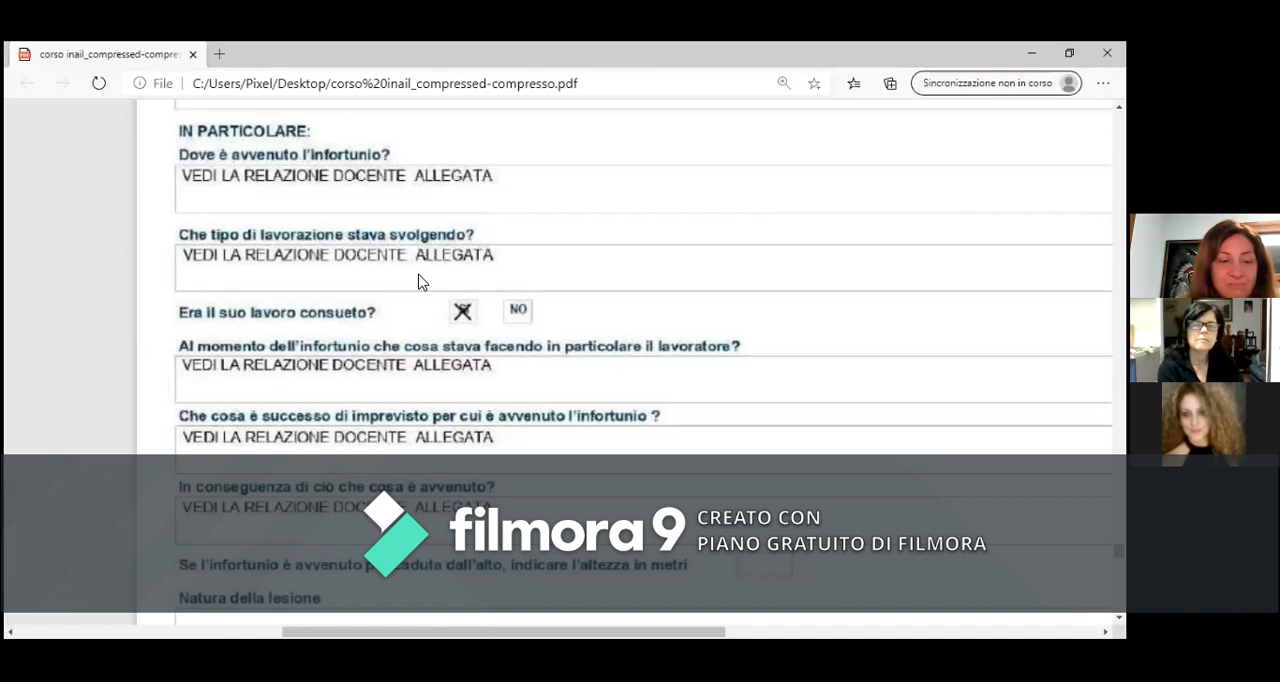 corso inail_compressed-compre
File
C:/Users/Pixel/Desktop/corso%20inail_compressed-compresso.pdf
Sincronizzazione non in corso
IN PARTICOLARE:
Dove è avvenuto l'infortunio?
VEDI LA RELAZIONE DOCENTE ALLEGATA
Che tipo di lavorazione stava svolgendo?
VEDI LA RELAZIONE DOCENTE ALLEGATA
Era il suo lavoro consueto? NO
Al momento dell'infortunio che cosa stava facendo in particolare il lavoratore?
VEDI LA RELAZIONE DOCENTE ALLEGATA
Che cosa è successo di imprevisto per cui è avvenuto l'infortunio ?
VEDI LA RELAZIONE DOCENTE ALLEGATA
In conseguenza di ciò che cosa è avvenuto?
VEDI LA RELAZIONE DOCENTE ALLEGATA
filmora 9
CREATO CON
PIANO GRATUITO DI FILMORA
Se l'infortunio è avvenuto dall'alto, indicare l'altezza in metri
Natura della lesione